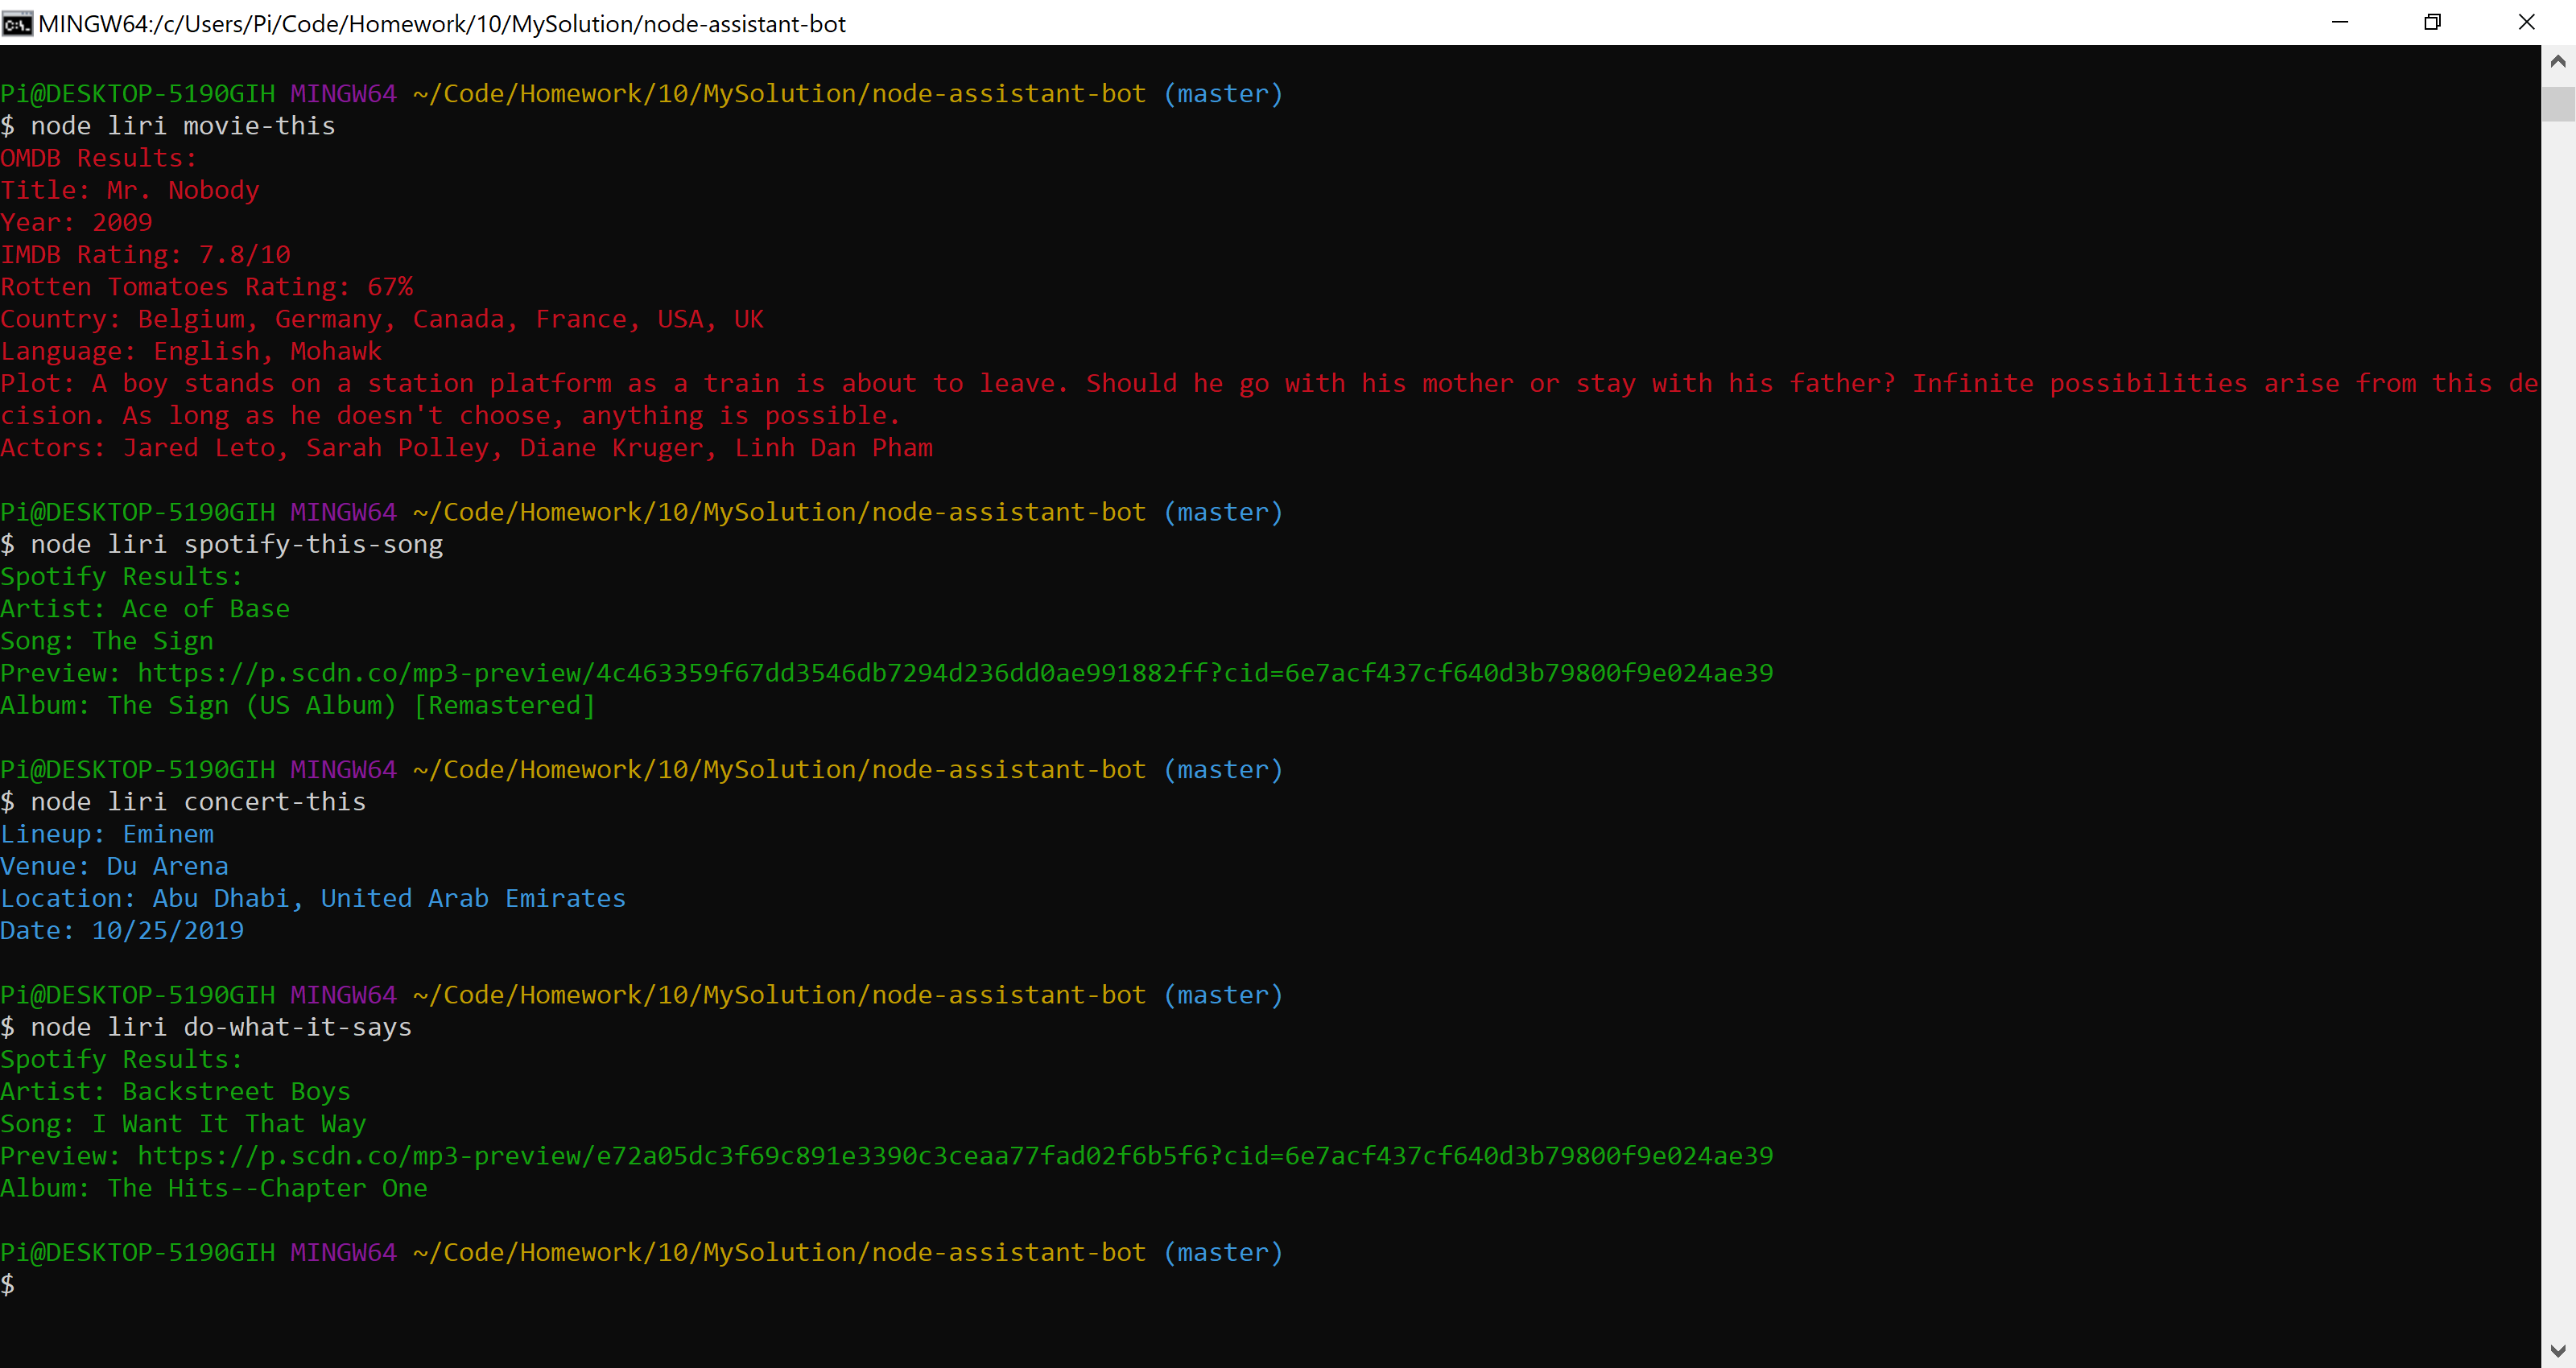 MINGW64:/c/Users/Pi/Code/Homework/10/MySolution/node-assistant-bot
Pi@DESKTOP-5190GIH MINGW64 ~/Code/Homework/10/MySolution/node-assistant-bot (master)
$ node liri movie-this
OMDB Results:
Title: Mr. Nobody
Year: 2009
IMDB Rating: 7.8/10
Rotten Tomatoes Rating: 67%
Country: Belgium, Germany, Canada, France, USA, UK
Language: English, Mohawk
Plot: A boy stands on a station platform as a train is about to leave. Should he go with his mother or stay with his father? Infinite possibilities arise from this de
cision. As long as he doesn't choose, anything is possible.
Actors: Jared Leto, Sarah Polley, Diane Kruger, Linh Dan Pham
Pi@DESKTOP-5190GIH MINGW64 ~/Code/Homework/10/MySolution/node-assistant-bot (master)
$ node liri spotify-this-song
Spotify Results:
Artist: Ace of Base
Song: The Sign
Preview: https://p.scdn.co/mp3-preview/4c463359f67dd3546db7294d236dd0ae991882ff?cid=6e7acf437cf640d3b79800f9e024ae39
Album: The Sign (US Album) [Remastered]
Pi@DESKTOP-5190GIH MINGW64 ~/Code/Homework/10/MySolution/node-assistant-bot (master)
$ node liri concert-this
Lineup: Eminem
Venue: Du Arena
Location: Abu Dhabi, United Arab Emirates
Date: 10/25/2019
Pi@DESKTOP-5190GIH MINGW64 ~/Code/Homework/10/MySolution/node-assistant-bot (master)
$ node liri do-what-it-says
Spotify Results:
Artist: Backstreet Boys
Song: I Want It That Way
Preview: https://p.scdn.co/mp3-preview/e72a05dc3f69c891e3390c3ceaa77fad02f6b5f6?cid=6e7acf437cf640d3b79800f9e024ae39
Album: The Hits--Chapter One
Pi@DESKTOP-5190GIH MINGW64 ~/Code/Homework/10/MySolution/node-assistant-bot (master)
$